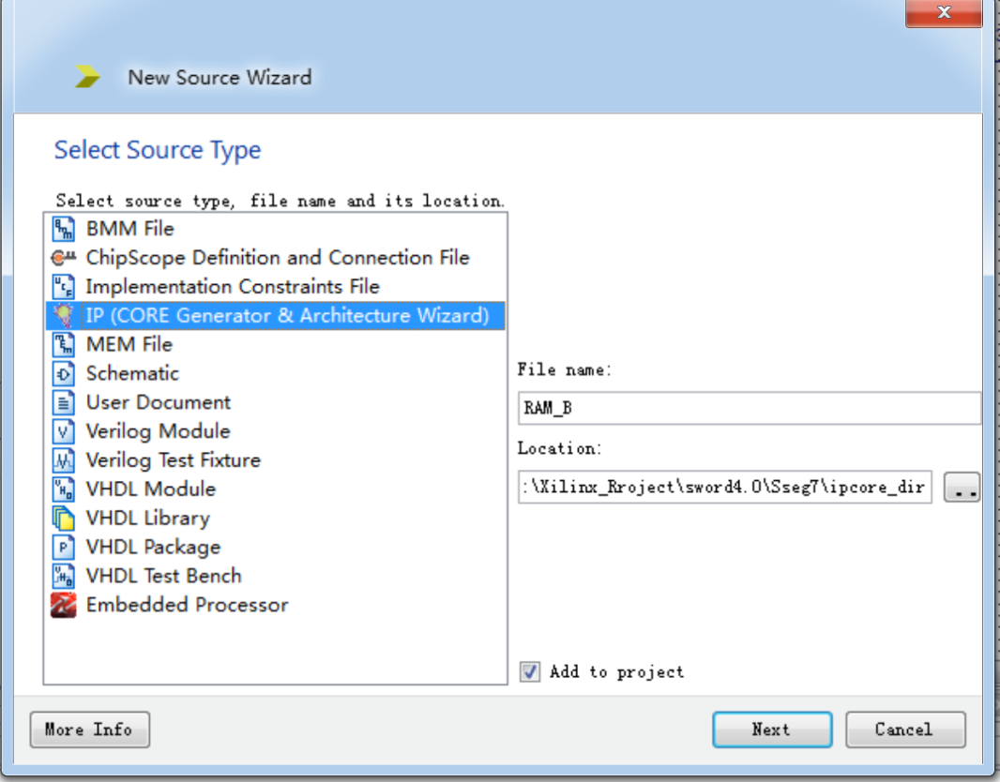 New Source Wizard
Select Source Type
Select source type, file name and its location.
BMM File
ChipScope Definition and Connection File
Implementation Constraints File
IP (CORE Generator & Architecture Wizard)
MEM File
Schematic
User Document
Verilog Module
Verilog Test Fixture
VHDL Module
VHDL Library
VHDL Package
VHDL Test Bench
Embedded Processor
File name:
RAM_B
Location:
:\Xilinx_Rroject\sword4.0\Sseg7\ipcore_dir
..
Add to project
More Info
Next
Cancel